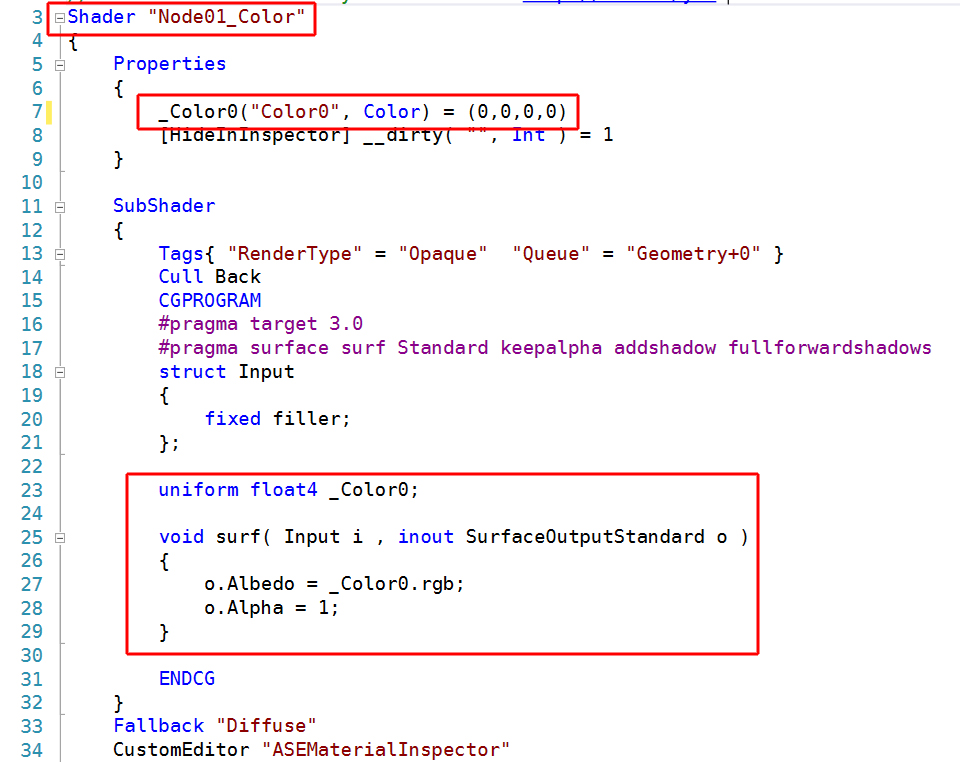 3 Shader "Node01_Color"
4 {
5 Properties
6 {
7 _Color0("Color0", Color) = (0,0,0,0)
8 [HideInInspector] __dirty( "", Int ) = 1
9 }
10
11 SubShader
12 {
13 Tags{ "RenderType" = "Opaque"  "Queue" = "Geometry+0" }
14 Cull Back
15 CGPROGRAM
16 #pragma target 3.0
17 #pragma surface surf Standard keepalpha addshadow fullforwardshadows
18 struct Input
19 {
20 fixed filler;
21 };
22
23 uniform float4 _Color0;
24
25 void surf( Input i , inout SurfaceOutputStandard o )
26 {
27 o.Albedo = _Color0.rgb;
28 o.Alpha = 1;
29 }
30
31 ENDCG
32 }
33 Fallback "Diffuse"
34 CustomEditor "ASEMaterialInspector"